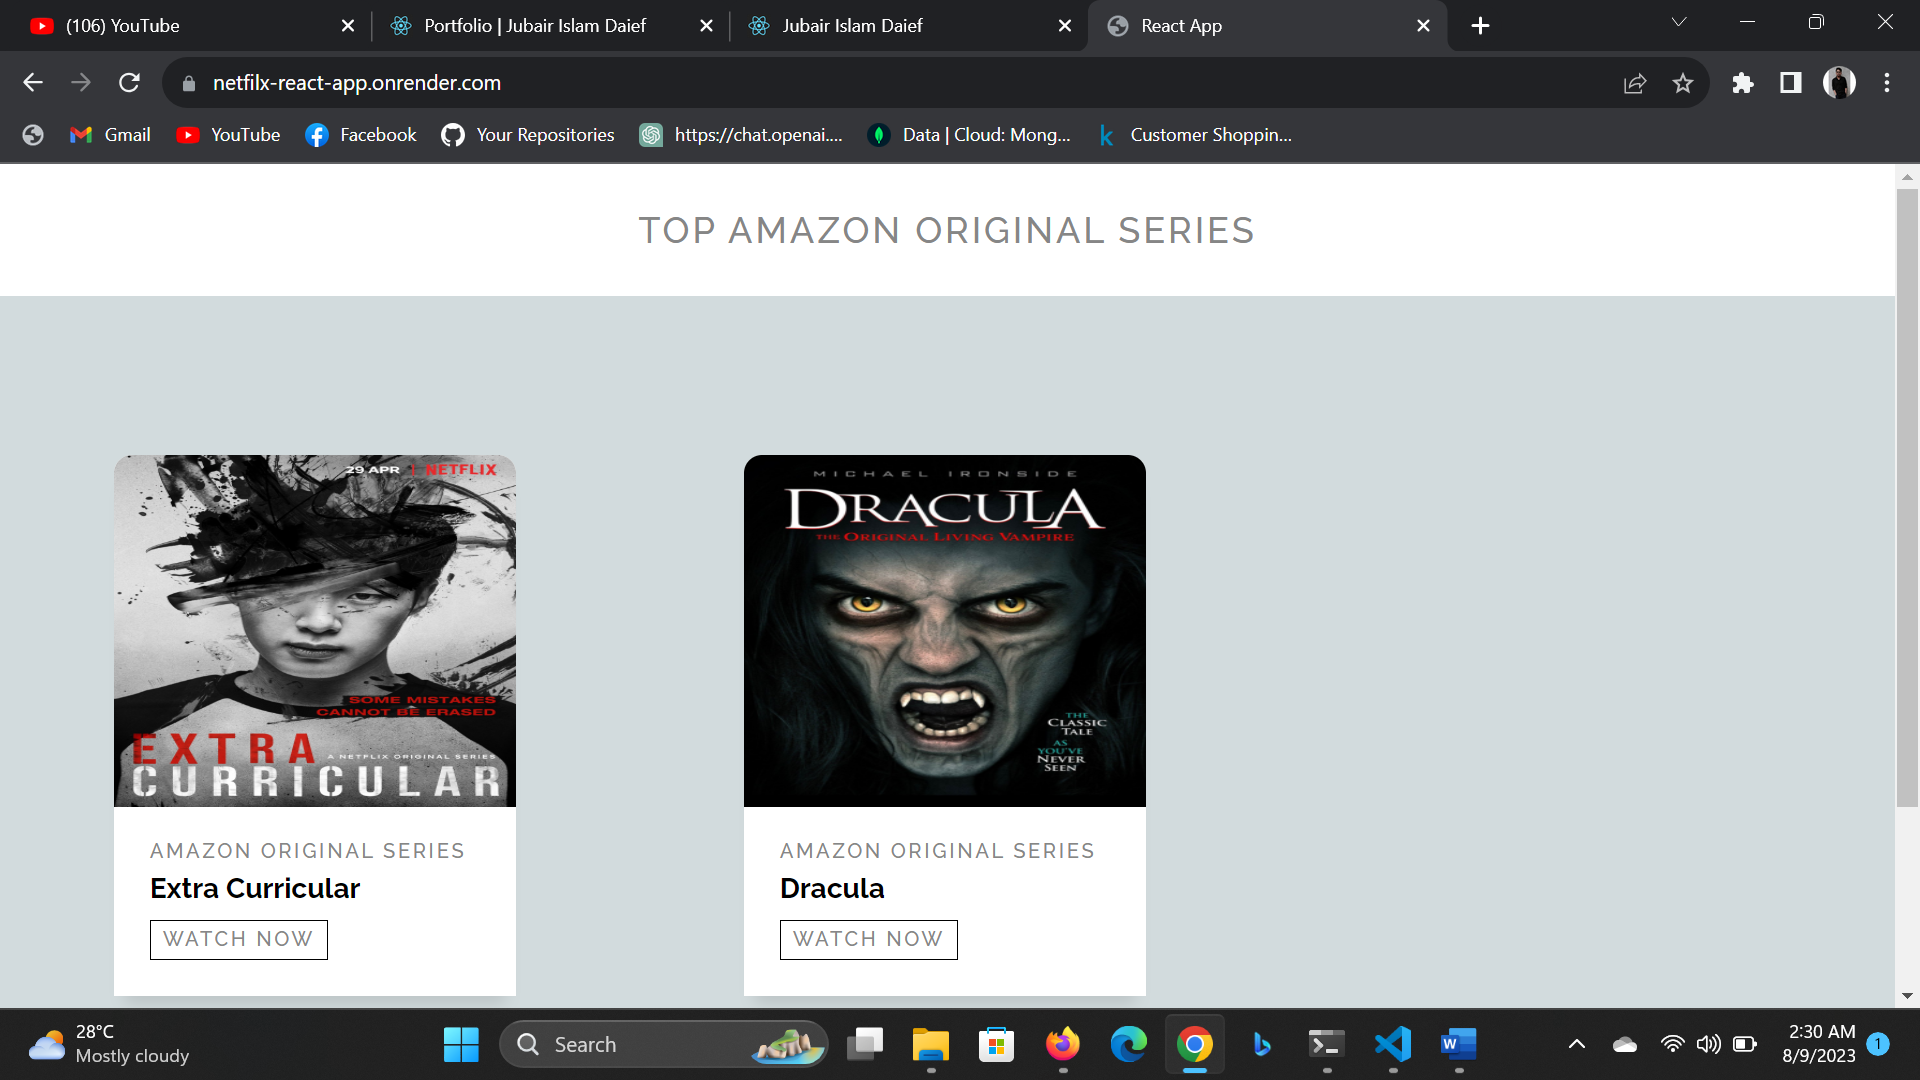 (106) YouTube
Portfolio | Jubair Islam Daief
Jubair Islam Daief
React App
netfilx-react-app.onrender.com
Gmail
YouTube
Facebook
Your Repositories
https://chat.openai....
Data | Cloud: Mong...
Customer Shoppin...
TOP AMAZON ORIGINAL SERIES
29 APR | NETFLIX
SOME MISTAKES
CANNOT BE ERASED
EXTRA
A NETFLIX ORIGINAL SERIES
CURRICULAR
AMAZON ORIGINAL SERIES
Extra Curricular
WATCH NOW
MICHAEL IRONSIDE
DRACULA
THE ORIGINAL LIVING VAMPIRE
THE
CLASSIC
TALE
AS
YOU'VE
NEVER
SEEN
AMAZON ORIGINAL SERIES
Dracula
WATCH NOW
28°C
Mostly cloudy
Search
2:30 AM
8/9/2023
1